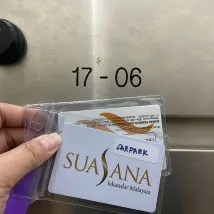 17 - 06
CARPARK
SUASANA
Iskandar Malaysia